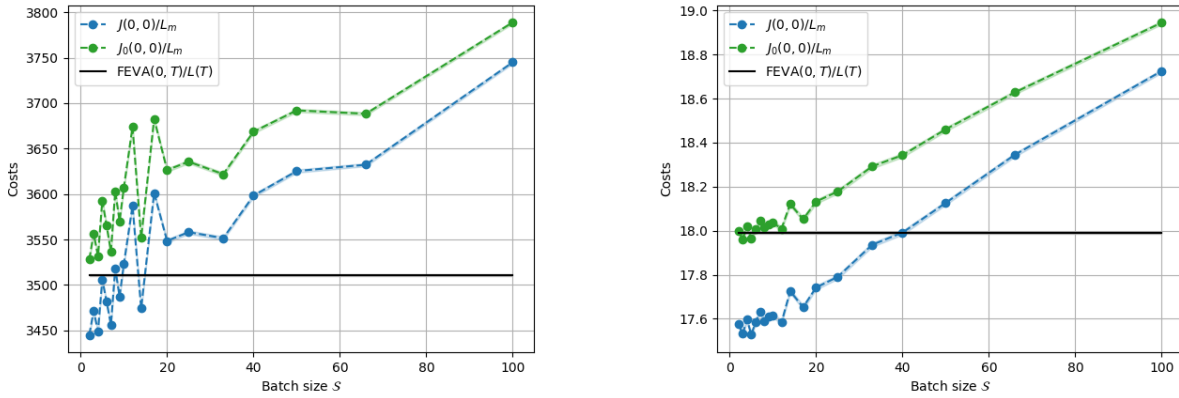 3800
3750
3700
3650
3600
3550
3500
3450
Costs
0
20
40
60
80
100
Batch size 𝒮
J(0, 0)/L_m
J_0(0, 0)/L_m
FEVA(0, T)/L(T)
19.0
18.8
18.6
18.4
18.2
18.0
17.8
17.6
Costs
0
20
40
60
80
100
Batch size 𝒮
J(0, 0)/L_m
J_0(0, 0)/L_m
FEVA(0, T)/L(T)